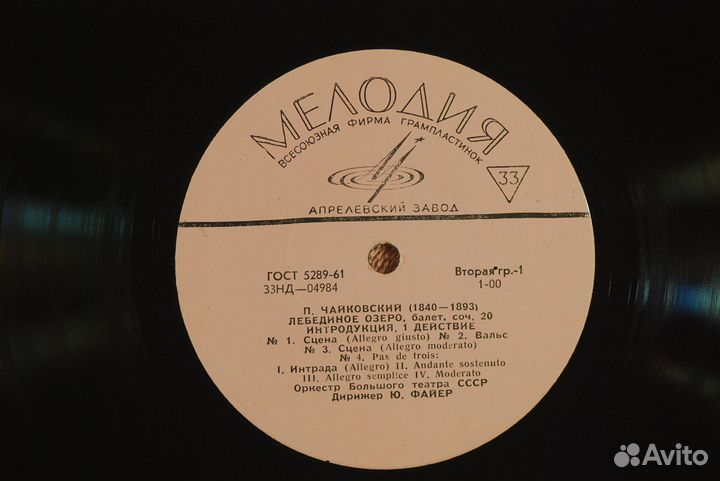 МЕЛОДИЯ
ВСЕСОЮЗНАЯ ФИРМА ГРАМПЛАСТИНОК
33
АПРЕЛЕВСКИЙ ЗАВОД
ГОСТ 5289-61 Вторая гр.-1
33НД—04984 1-00
П. ЧАЙКОВСКИЙ (1840—1893)
ЛЕБЕДИНОЕ ОЗЕРО, балет, соч. 20
ИНТРОДУКЦИЯ. 1 ДЕЙСТВИЕ
№ 1. Сцена (Allegro giusto) № 2. Вальс
№ 3. Сцена (Allegro moderato)
№ 4. Pas de trois:
I. Интрада (Allegro) II. Andante sostenuto
III. Allegro semplice IV. Moderato
Оркестр Большого театра СССР
Дирижер Ю. ФАЙЕР
Avito